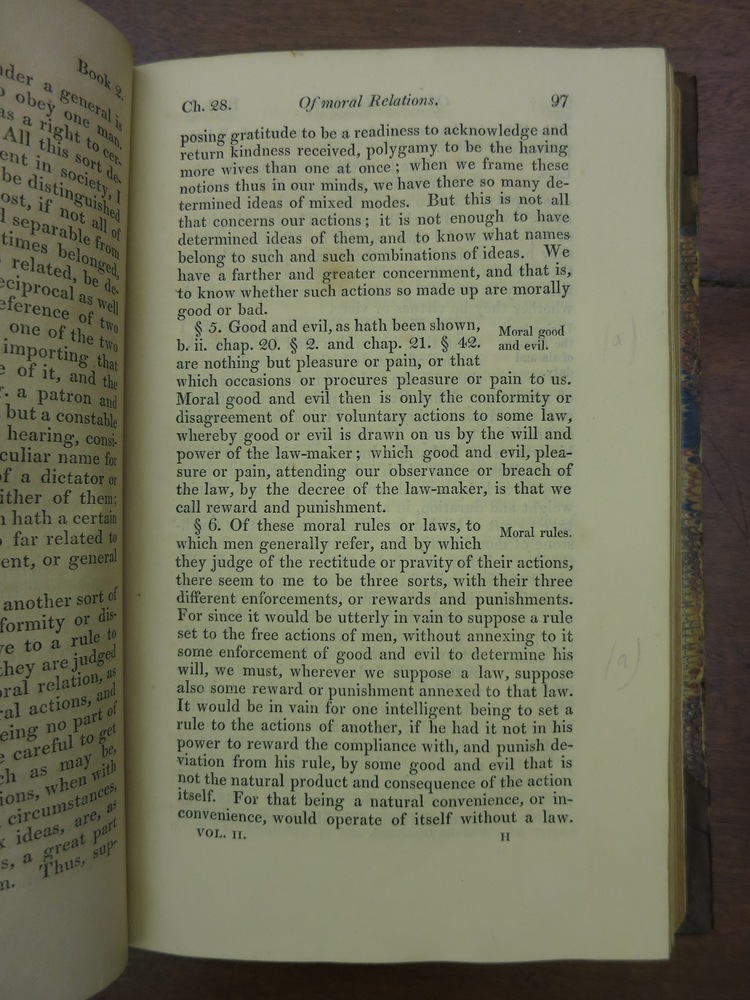 Book 2.
der a general is
obey one man,
as a right to cer-
All this sort de-
ent in society, I
be distinguished
ost, if not all of
separable from
times belonged,
related, be de-
eciprocal as well
eference of two
one of the two
importing that
of it, and the
a patron and
but a constable
hearing, consi-
culiar name for
of a dictator or
ither of them;
hath a certain
far related to
ent, or general
another sort of
formity or dis-
ve to a rule to
they are judged
oral relation, as
ral actions, and
eing no part of
careful to get
ch as may be,
ions, when with
circumstances,
x ideas, are, as
s, a great part
n. Thus, sup-
Ch. 28. Of moral Relations. 97
posing gratitude to be a readiness to acknowledge and
return kindness received, polygamy to be the having
more wives than one at once; when we frame these
notions thus in our minds, we have there so many de-
termined ideas of mixed modes. But this is not all
that concerns our actions; it is not enough to have
determined ideas of them, and to know what names
belong to such and such combinations of ideas. We
have a farther and greater concernment, and that is,
to know whether such actions so made up are morally
good or bad.
§ 5. Good and evil, as hath been shown, Moral good
b. ii. chap. 20. § 2. and chap. 21. § 42. and evil.
are nothing but pleasure or pain, or that
which occasions or procures pleasure or pain to us.
Moral good and evil then is only the conformity or
disagreement of our voluntary actions to some law,
whereby good or evil is drawn on us by the will and
power of the law-maker; which good and evil, plea-
sure or pain, attending our observance or breach of
the law, by the decree of the law-maker, is that we
call reward and punishment.
§ 6. Of these moral rules or laws, to Moral rules.
which men generally refer, and by which
they judge of the rectitude or pravity of their actions,
there seem to me to be three sorts, with their three
different enforcements, or rewards and punishments.
For since it would be utterly in vain to suppose a rule
set to the free actions of men, without annexing to it
some enforcement of good and evil to determine his
will, we must, wherever we suppose a law, suppose
also some reward or punishment annexed to that law.
It would be in vain for one intelligent being to set a
rule to the actions of another, if he had it not in his
power to reward the compliance with, and punish de-
viation from his rule, by some good and evil that is
not the natural product and consequence of the action
itself. For that being a natural convenience, or in-
convenience, would operate of itself without a law.
VOL. II. H
(a)
(a)